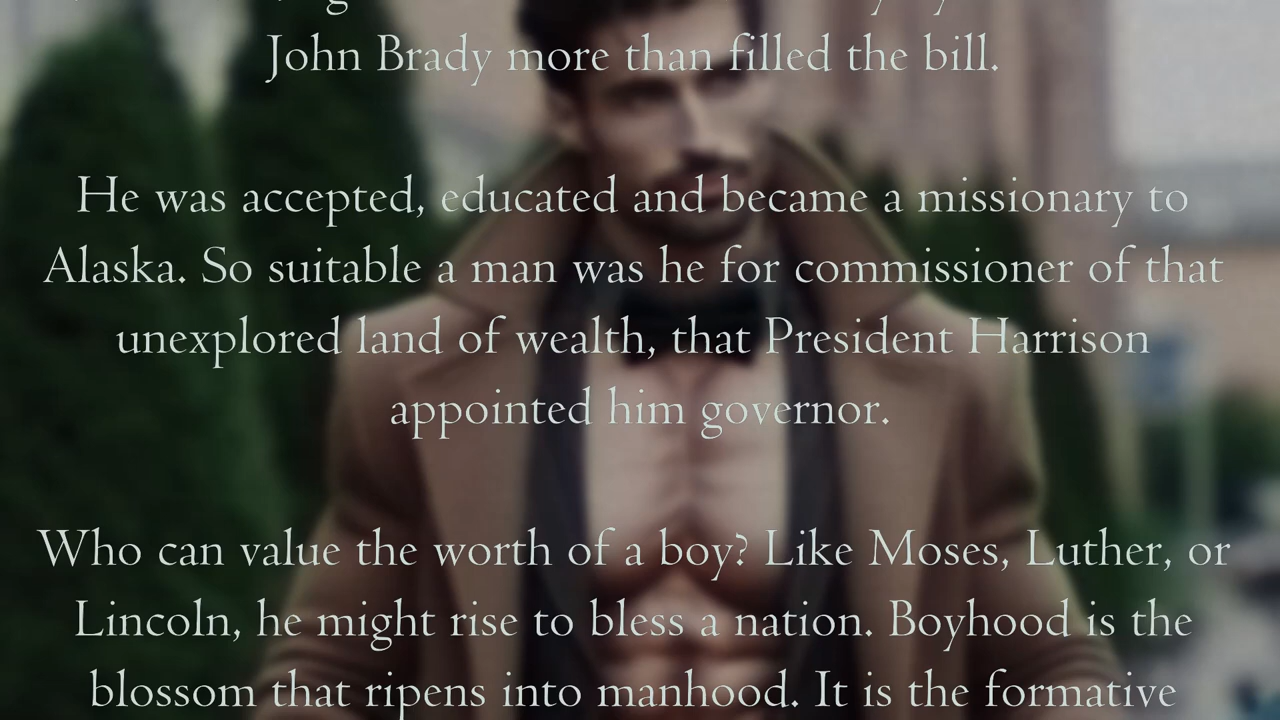 John Brady more than filled the bill.
He was accepted, educated and became a missionary to
Alaska. So suitable a man was he for commissioner of that
unexplored land of wealth, that President Harrison
appointed him governor.
Who can value the worth of a boy? Like Moses, Luther, or
Lincoln, he might rise to bless a nation. Boyhood is the
blossom that ripens into manhood. It is the formative